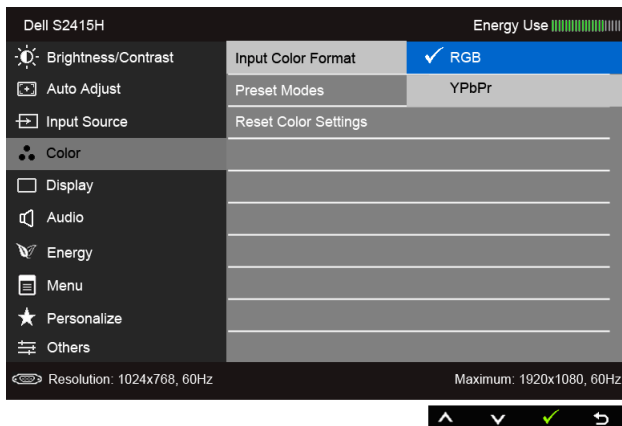 Dell S2415H Energy Use
Brightness/Contrast Input Color Format RGB
Auto Adjust Preset Modes YPbPr
Input Source Reset Color Settings
Color
Display
Audio
Energy
Menu
Personalize
Others
Resolution: 1024x768, 60Hz Maximum: 1920x1080, 60Hz